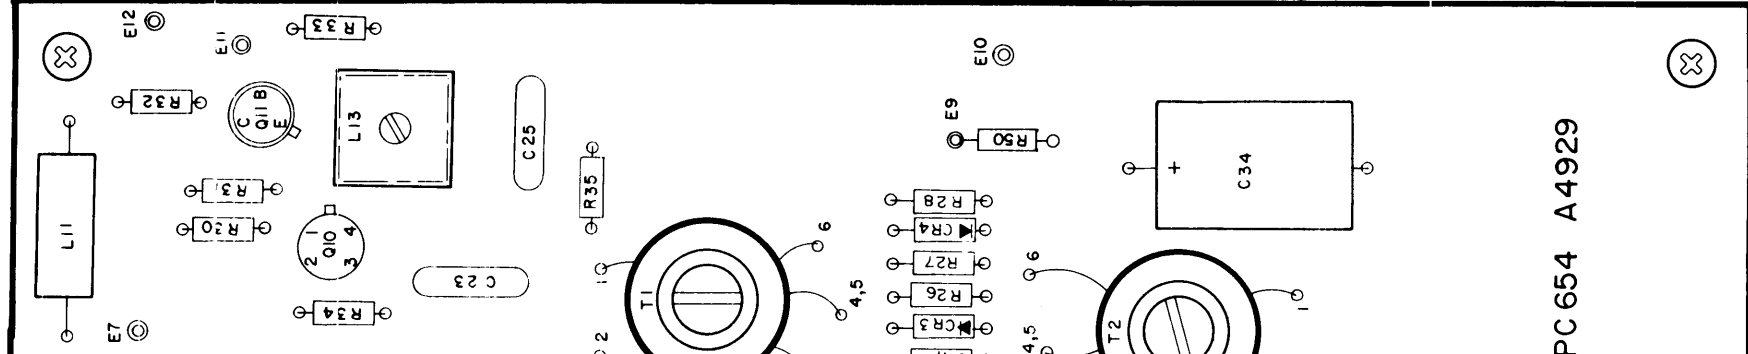 E12
E11
R33
E10
R32
C Q11 B E
L13
C25
E9
R50
+
C34
R35
R31
R30
L11
1 4
Q10
2 3
R28
CR4
R27
R26
CR3
6
6
1
T1
4,5
C 23
R34
E7
2
T2
1
4,5
PC654 A4929